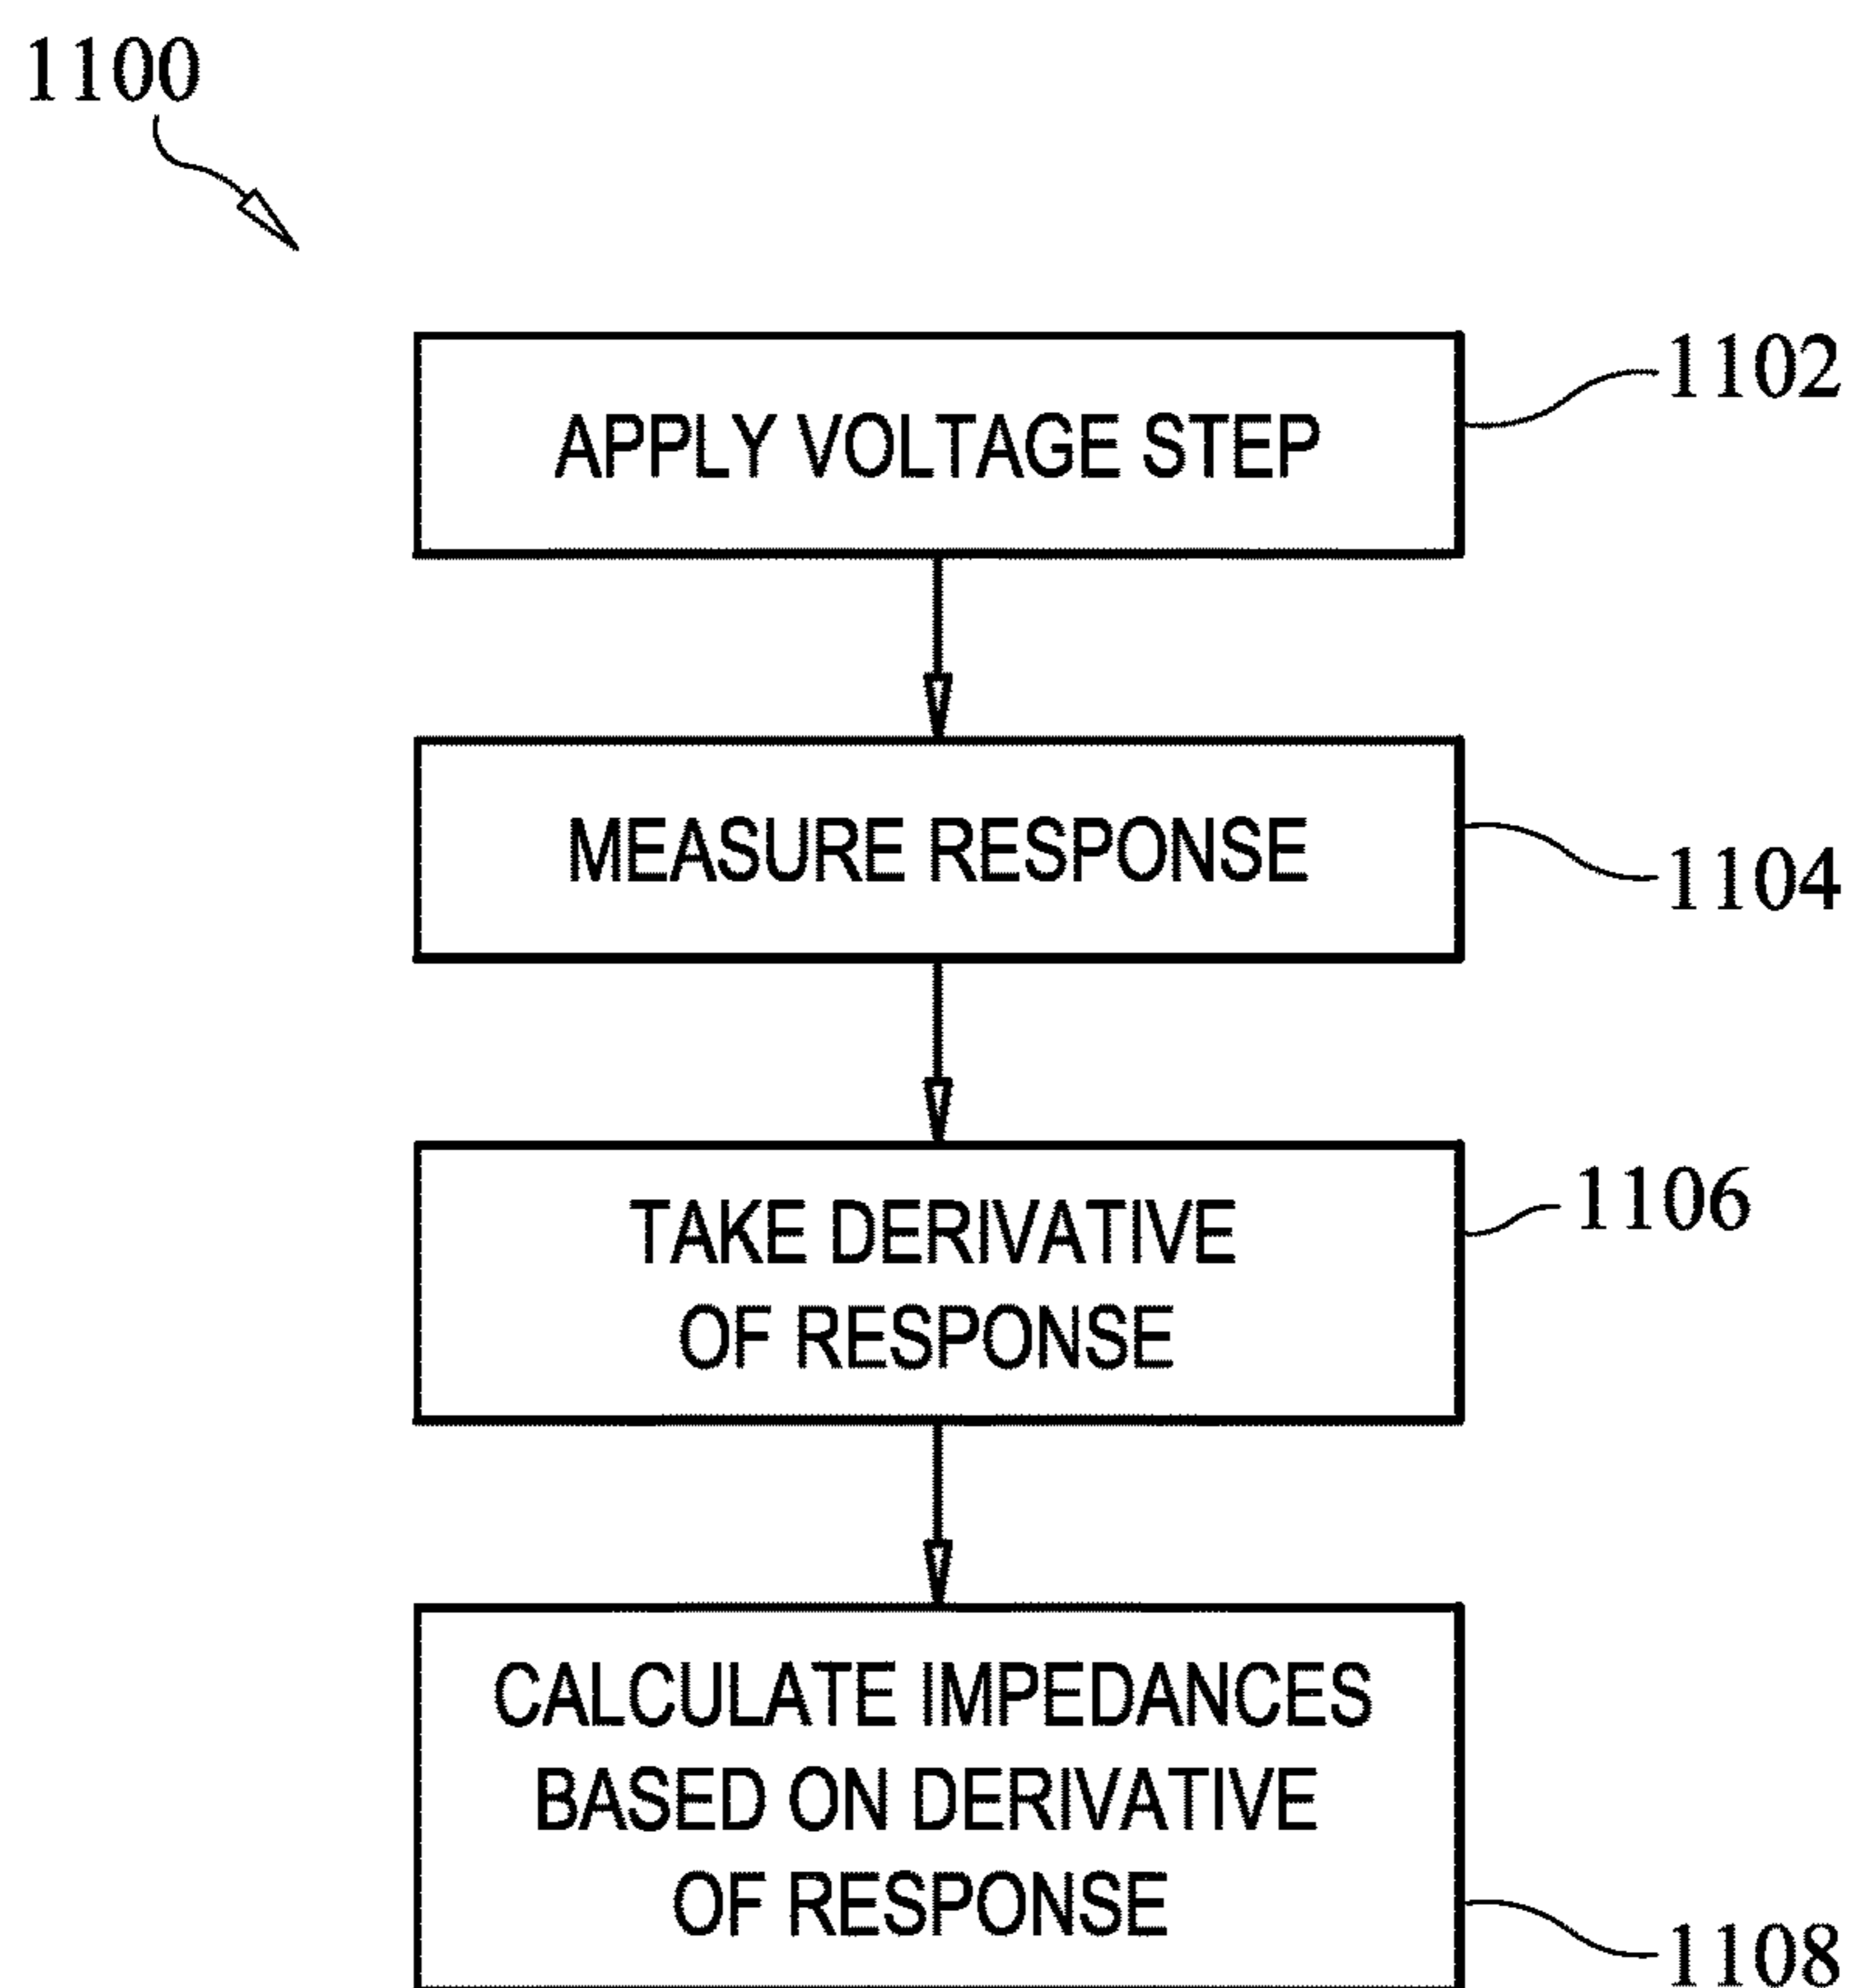 1100
APPLY VOLTAGE STEP
1102
MEASURE RESPONSE
1104
TAKE DERIVATIVE
OF RESPONSE
1106
CALCULATE IMPEDANCES
BASED ON DERIVATIVE
OF RESPONSE
1108